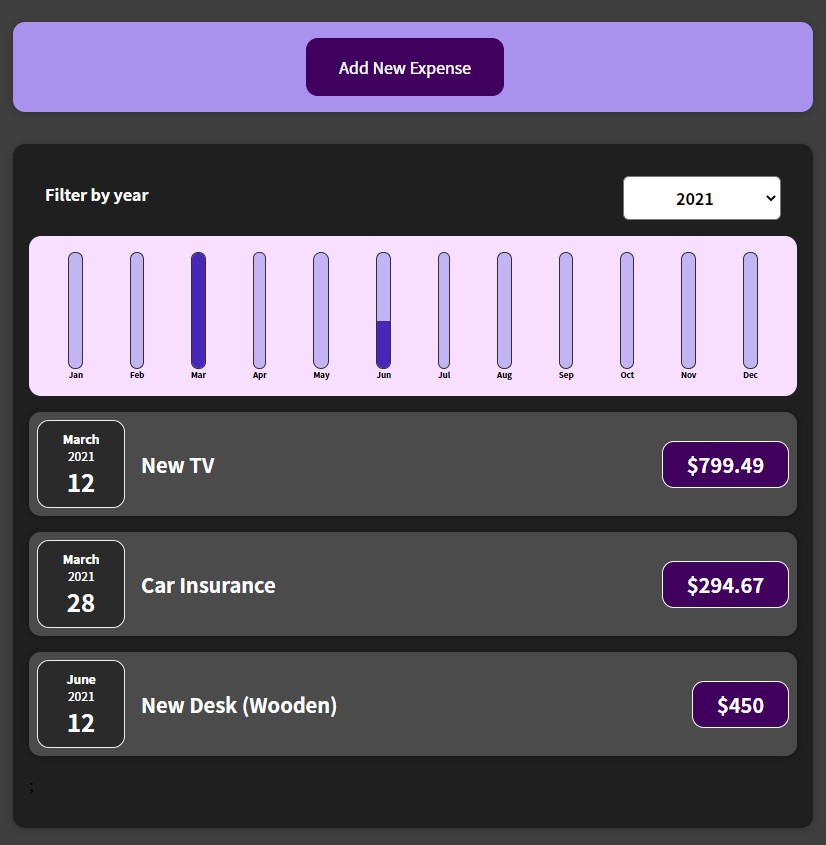 Add New Expense
Filter by year
2021
Jan Feb Mar Apr May Jun Jul Aug Sep Oct Nov Dec
March
2021
12
New TV
$799.49
March
2021
28
Car Insurance
$294.67
June
2021
12
New Desk (Wooden)
$450
;